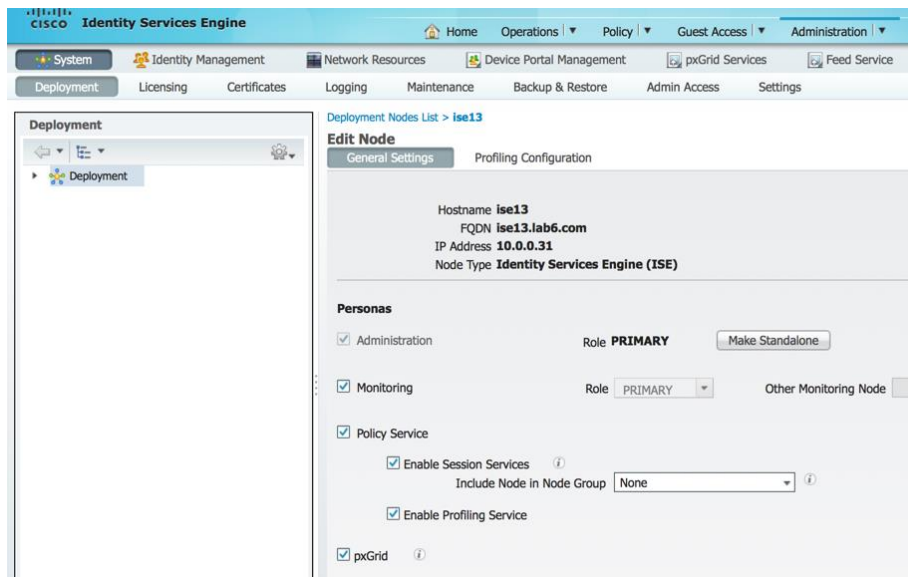 CISCO Identity Services Engine
Home Operations Policy Guest Access Administration
System Identity Management Network Resources Device Portal Management pxGrid Services Feed Service
Deployment Licensing Certificates Logging Maintenance Backup & Restore Admin Access Settings
Deployment
Deployment
Deployment Nodes List > ise13
Edit Node
General Settings Profiling Configuration
Hostname ise13
FQDN ise13.lab6.com
IP Address 10.0.0.31
Node Type Identity Services Engine (ISE)
Personas
Administration Role PRIMARY Make Standalone
Monitoring Role PRIMARY Other Monitoring Node
Policy Service
Enable Session Services i
Include Node in Node Group None i
Enable Profiling Service
pxGrid i